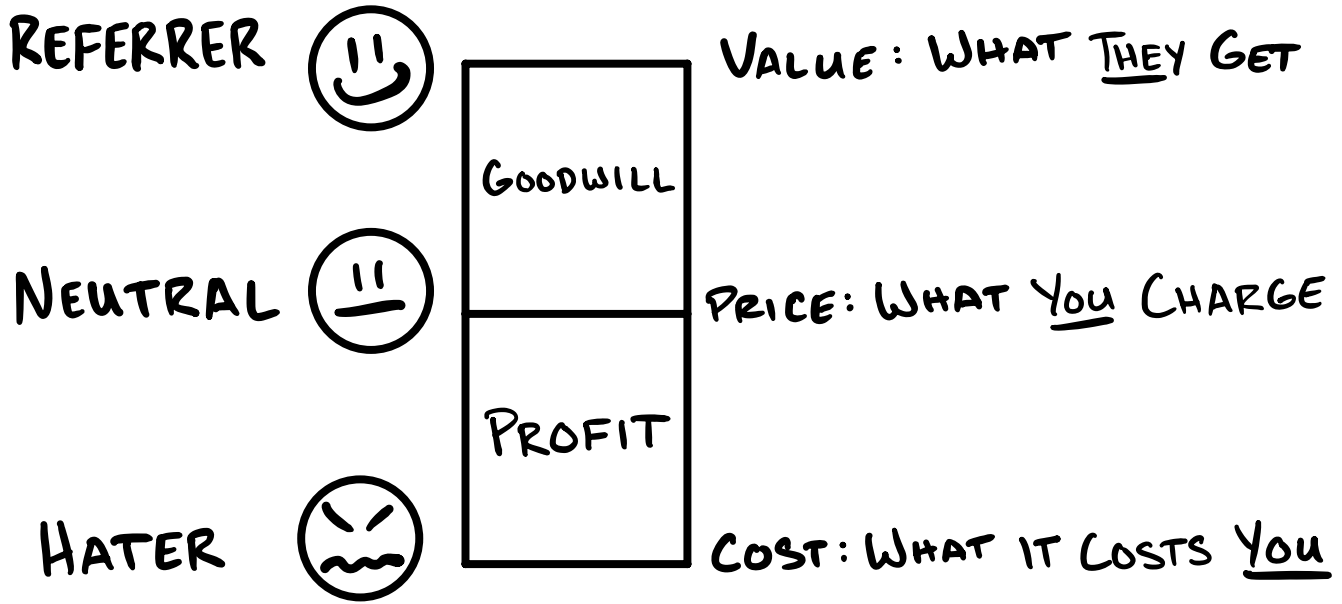 REFERRER
VALUE: WHAT THEY GET
GOODWILL
NEUTRAL
PRICE: WHAT YOU CHARGE
PROFIT
HATER
COST: WHAT IT COSTS YOU